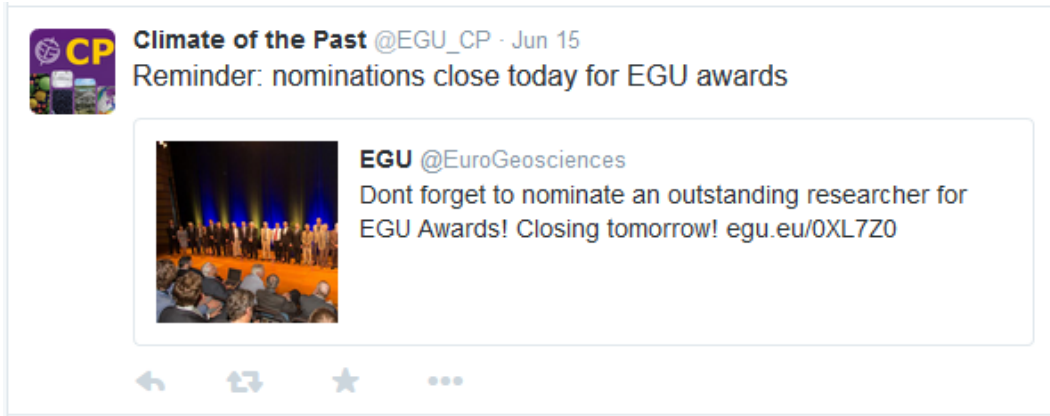 CP
Climate of the Past @EGU_CP · Jun 15
Reminder: nominations close today for EGU awards
EGU @EuroGeosciences
Dont forget to nominate an outstanding researcher for
EGU Awards! Closing tomorrow! egu.eu/0XL7Z0